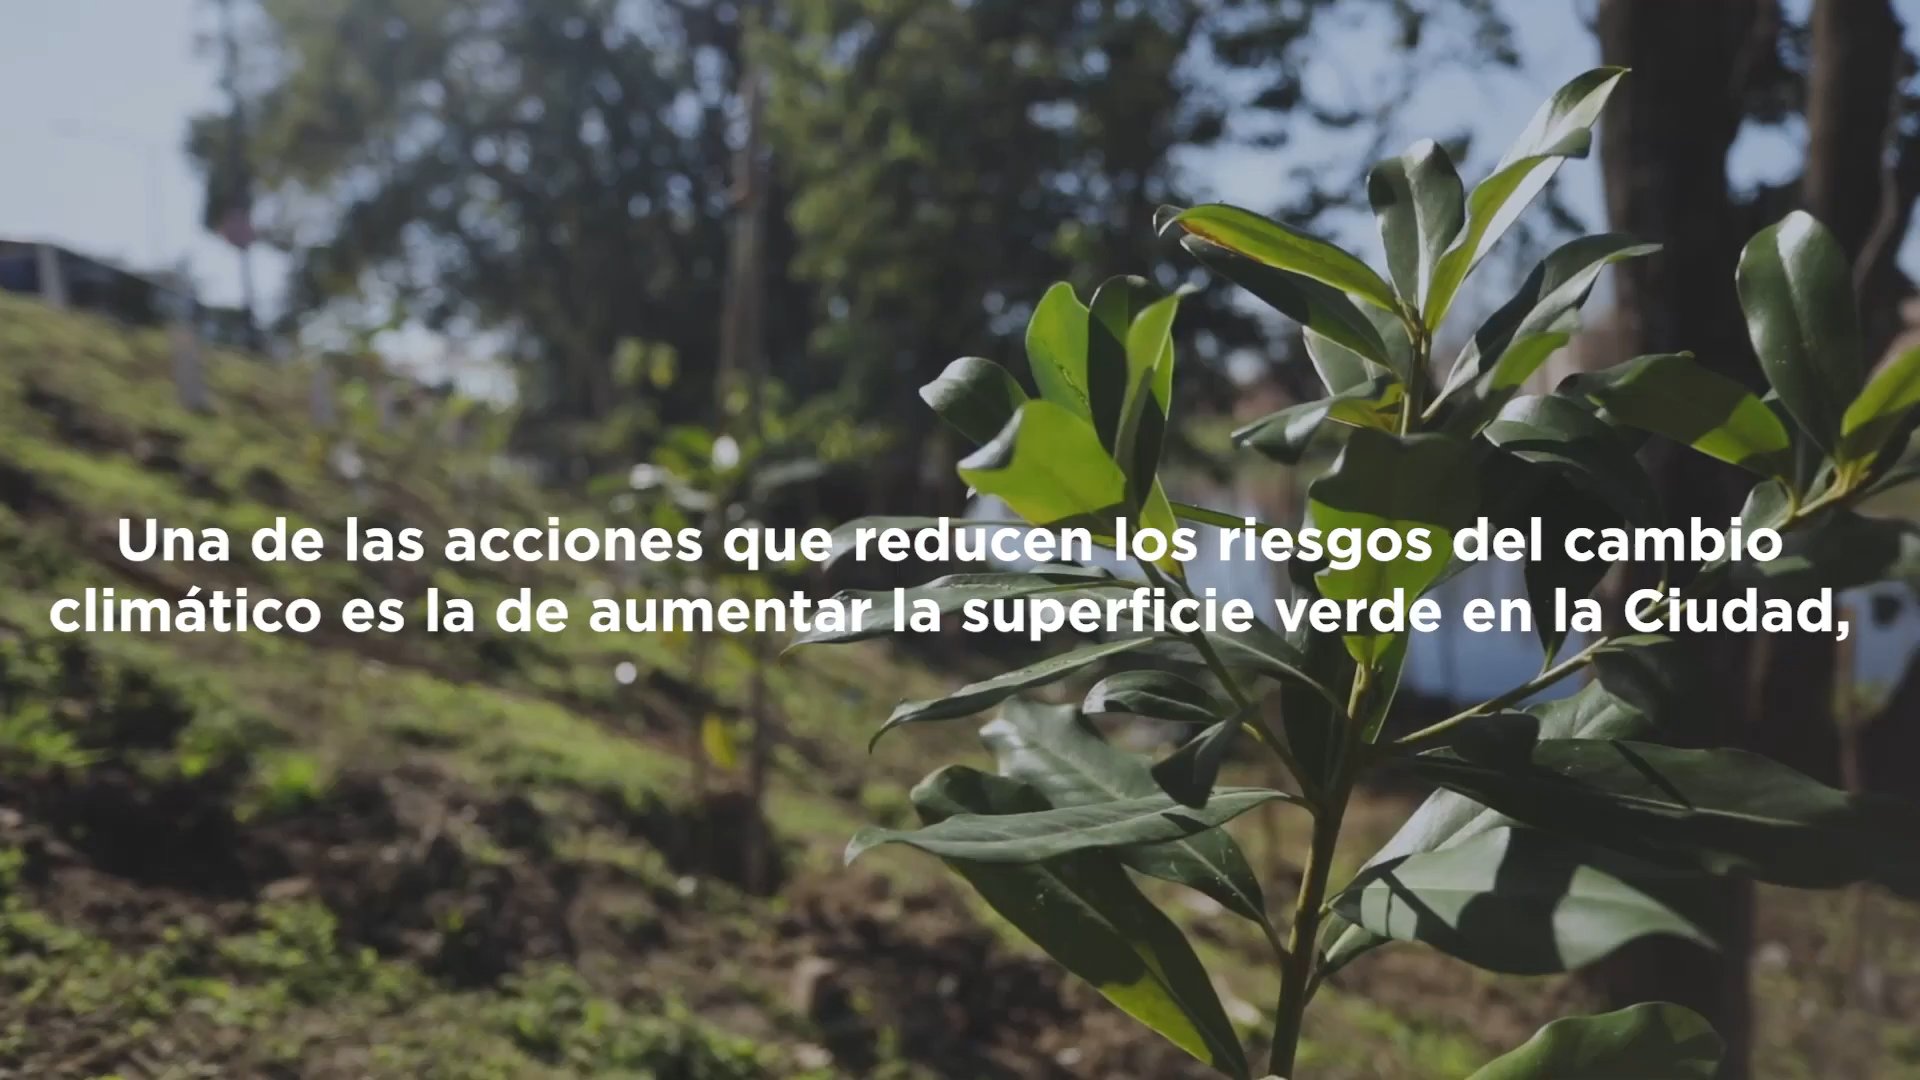 Una de las acciones que reducen los riesgos del cambio
climático es la de aumentar la superficie verde en la Ciudad,